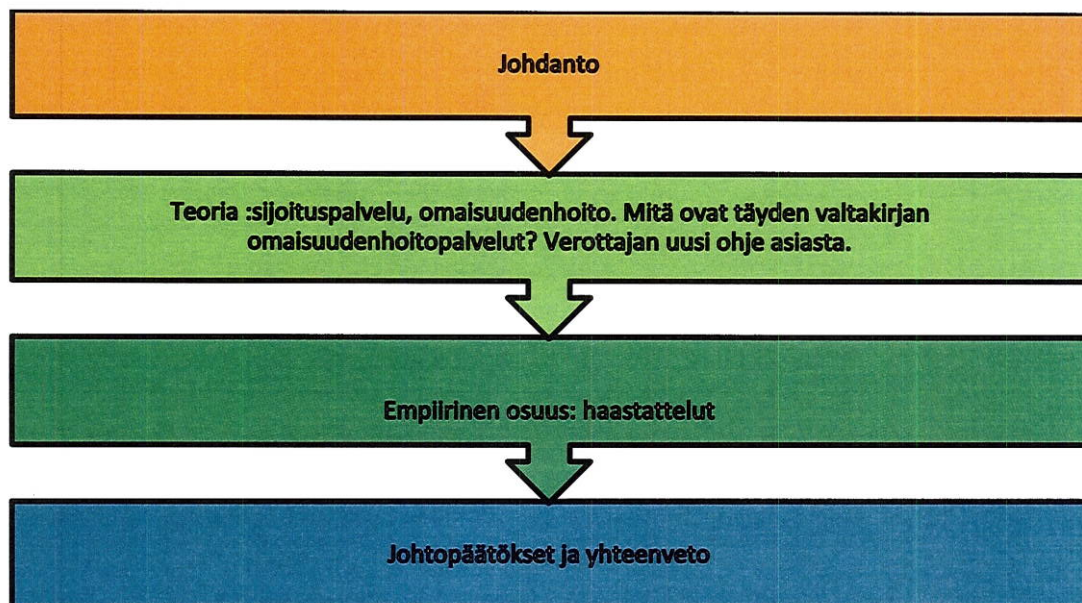 Johdanto
Teoria :sijoituspalvelu, omaisuudenhoito. Mitä ovat täyden valtakirjan
omaisuudenhoitopalvelut? Verottajan uusi ohje asiasta.
Empiirinen osuus: haastattelut
Johtopäätökset ja yhteenveto